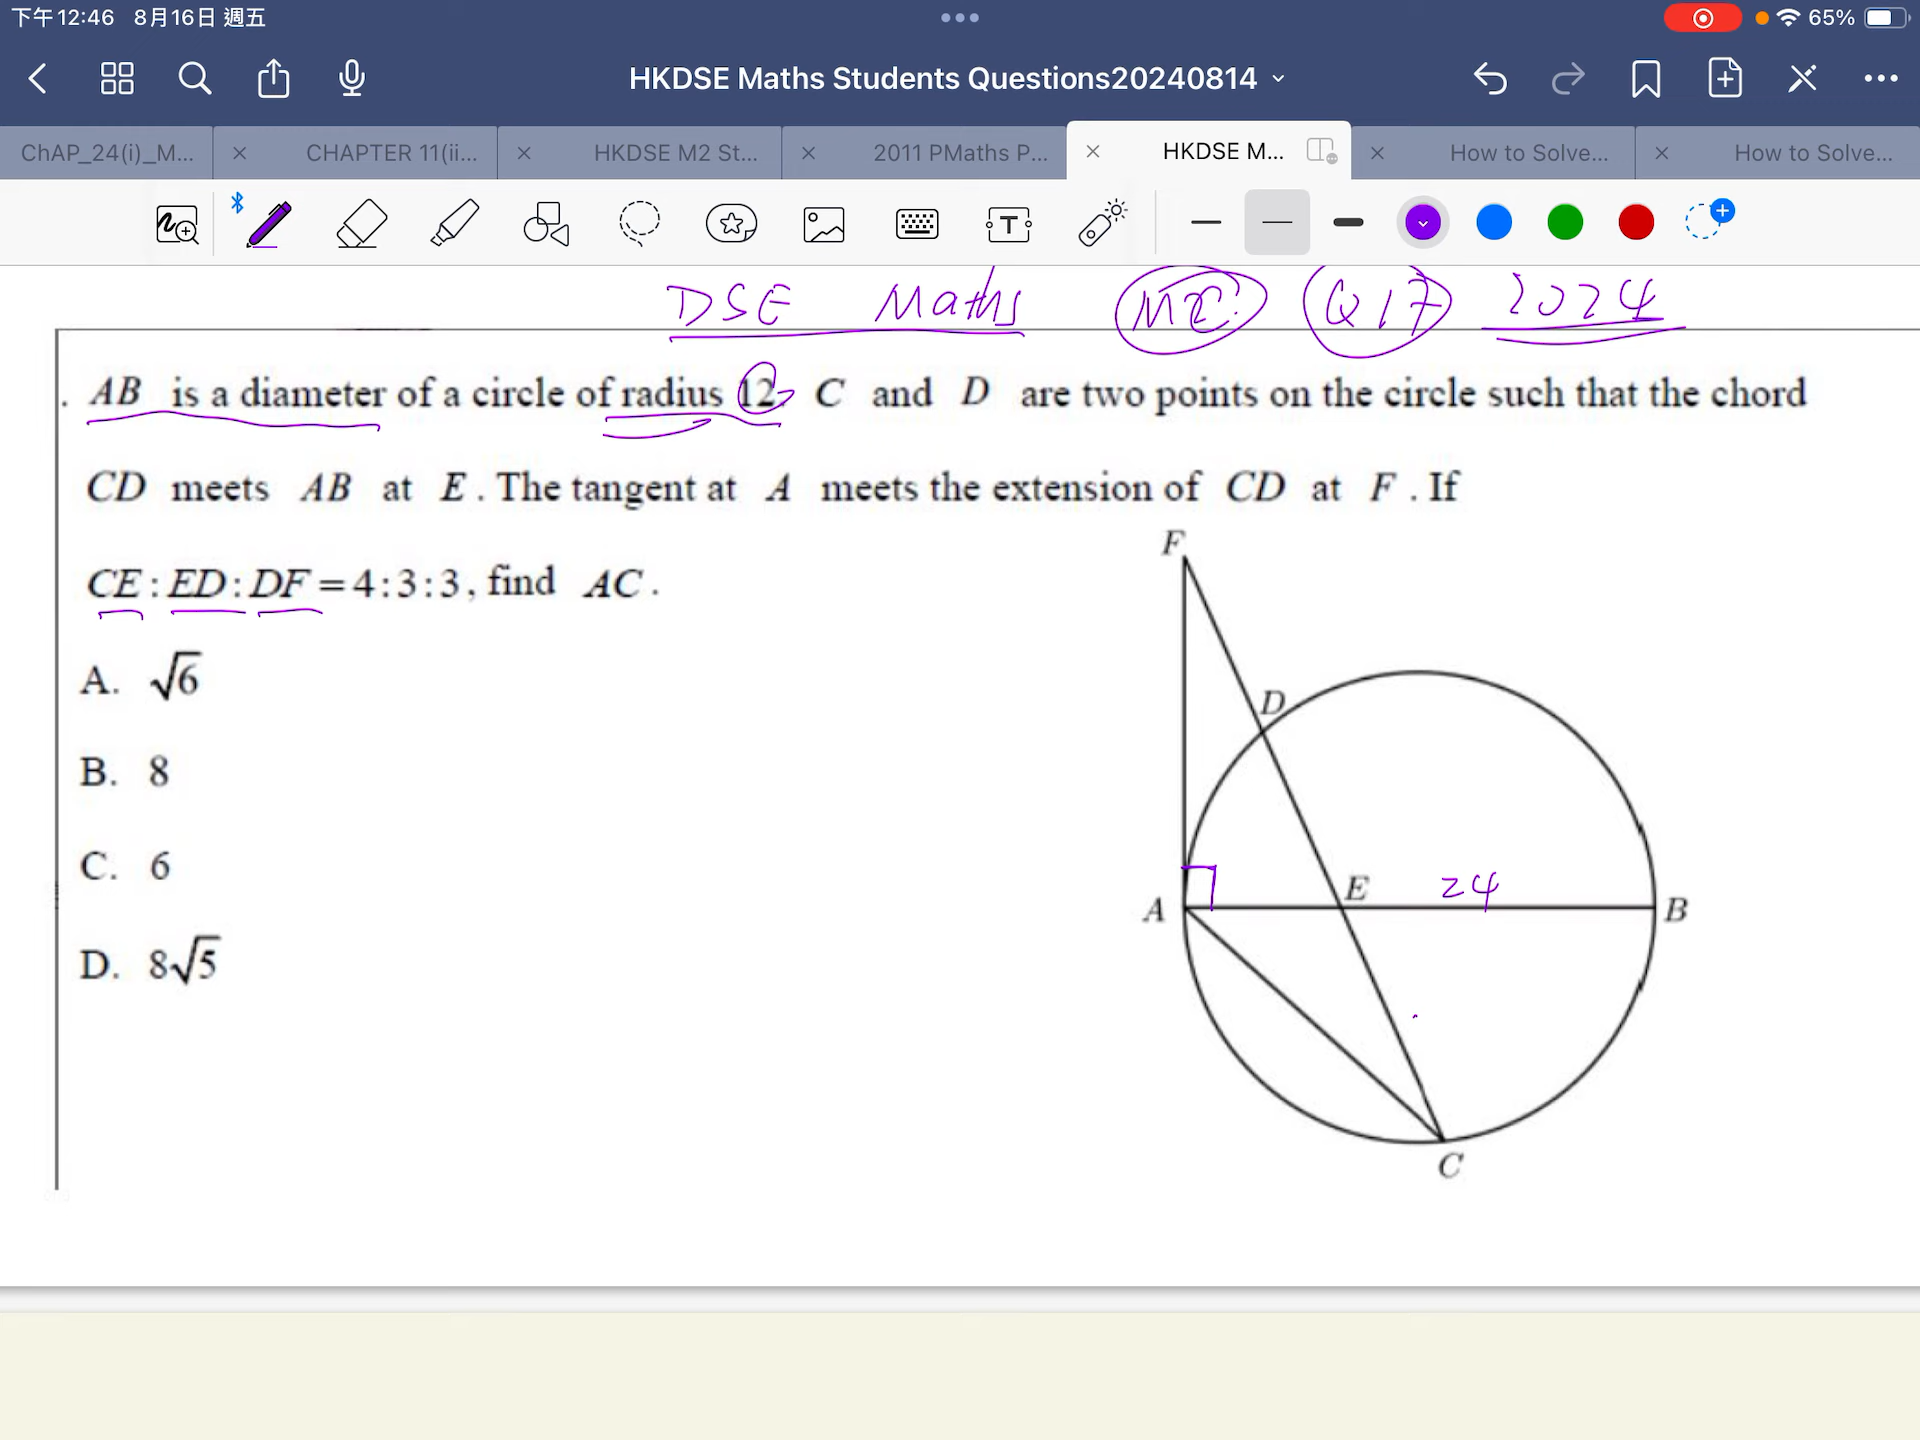 下午12:46 8月16日 週五
65%
HKDSE Maths Students Questions20240814
ChAP_24(i)_M...
CHAPTER 11(ii...
HKDSE M2 St...
2011 PMaths P...
HKDSE M...
How to Solve...
How to Solve...
DSE Maths MC Q17 2024
. AB is a diameter of a circle of radius 12. C and D are two points on the circle such that the chord
CD meets AB at E. The tangent at A meets the extension of CD at F. If
CE:ED:DF=4:3:3, find AC.
A. √6
B. 8
C. 6
D. 8√5
F
D
A
E
24
B
C